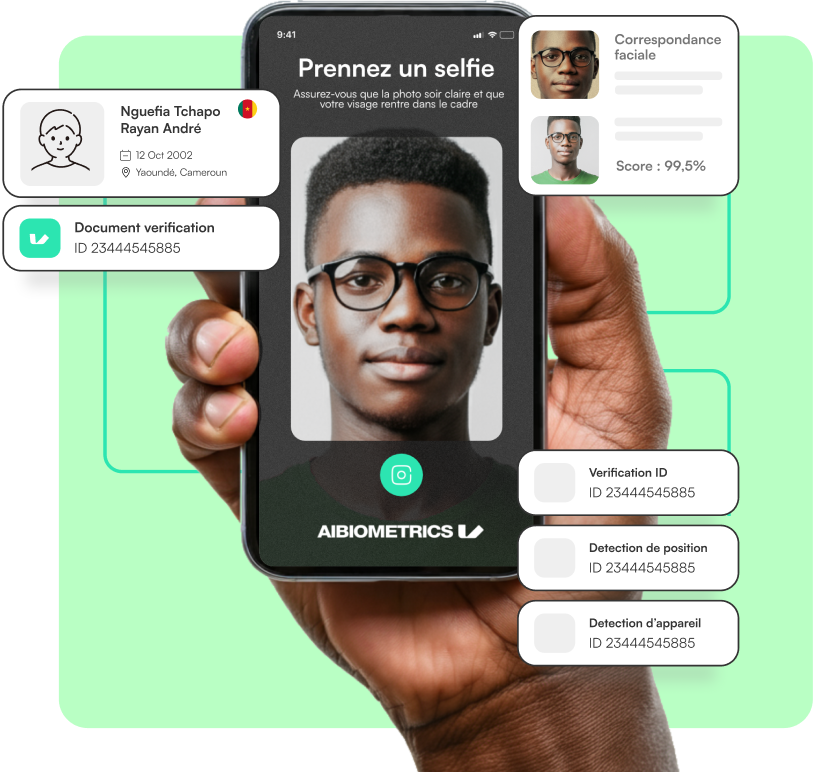 9:41
Prennez un selfie
Assurez-vous que la photo soir claire et que
votre visage rentre dans le cadre
Nguefia Tchapo
Rayan André
12 Oct 2002
Yaoundé, Cameroun
Document verification
ID 23444545885
Correspondance
faciale
Score : 99,5%
AIBIOMETRICS
Verification ID
ID 23444545885
Detection de position
ID 23444545885
Detection d'appareil
ID 23444545885